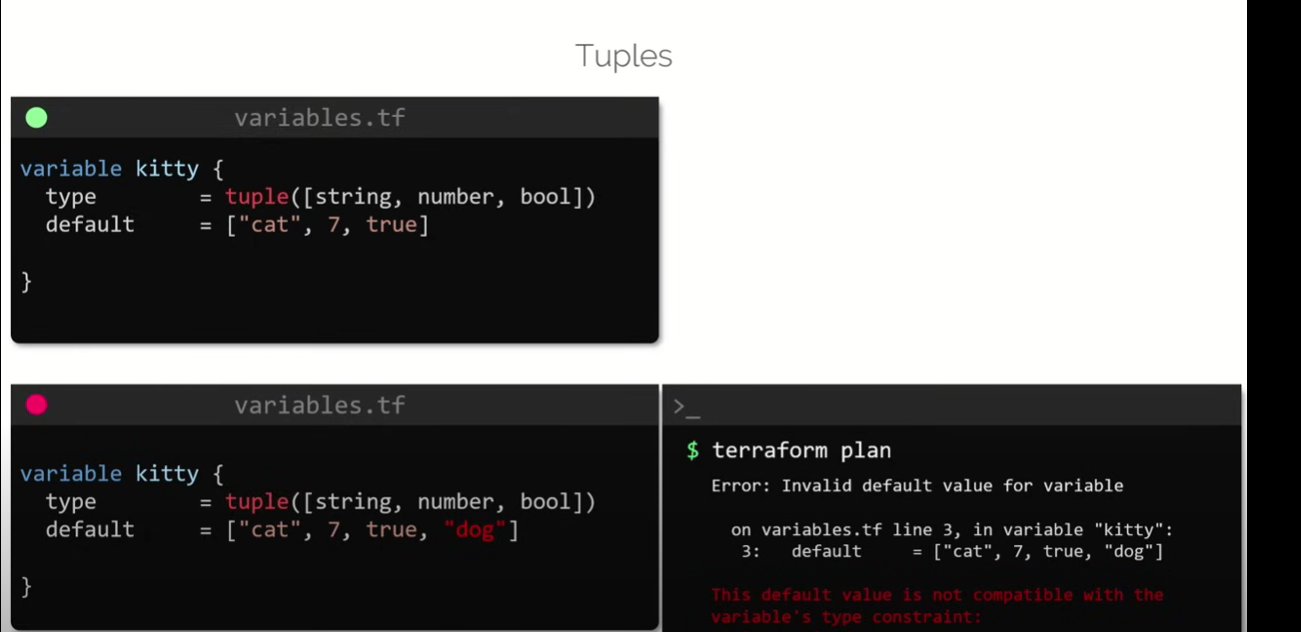 Tuples
variables.tf
variable kitty {
type = tuple([string, number, bool])
default = ["cat", 7, true]
}
variables.tf
variable kitty {
type = tuple([string, number, bool])
default = ["cat", 7, true, "dog"]
}
>_
$ terraform plan
Error: Invalid default value for variable
on variables.tf line 3, in variable "kitty":
3: default = ["cat", 7, true, "dog"]
This default value is not compatible with the
variable's type constraint: